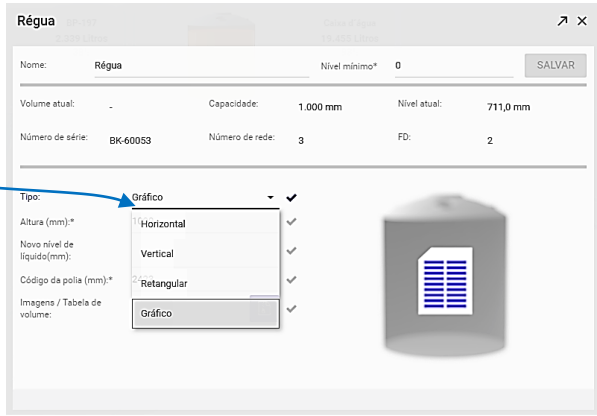 Régua
Nome: Régua Nível mínimo* 0 SALVAR
Volume atual: - Capacidade: 1.000 mm Nível atual: 711,0 mm
Número de série: BK-60053 Número de rede: 3 FD: 2
Tipo: Gráfico
Altura (mm):*
Horizontal
Novo nível de
líquido(mm):
Vertical
Código da polia (mm):*
Retangular
Imagens / Tabela de
volume:
Gráfico